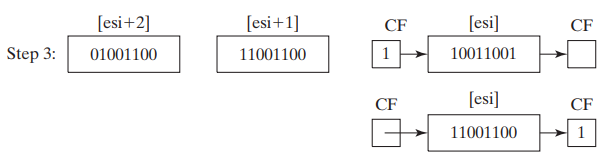 [esi+2] [esi+1] CF [esi] CF
Step 3: 01001100 11001100 1 10011001
CF [esi] CF
11001100 1